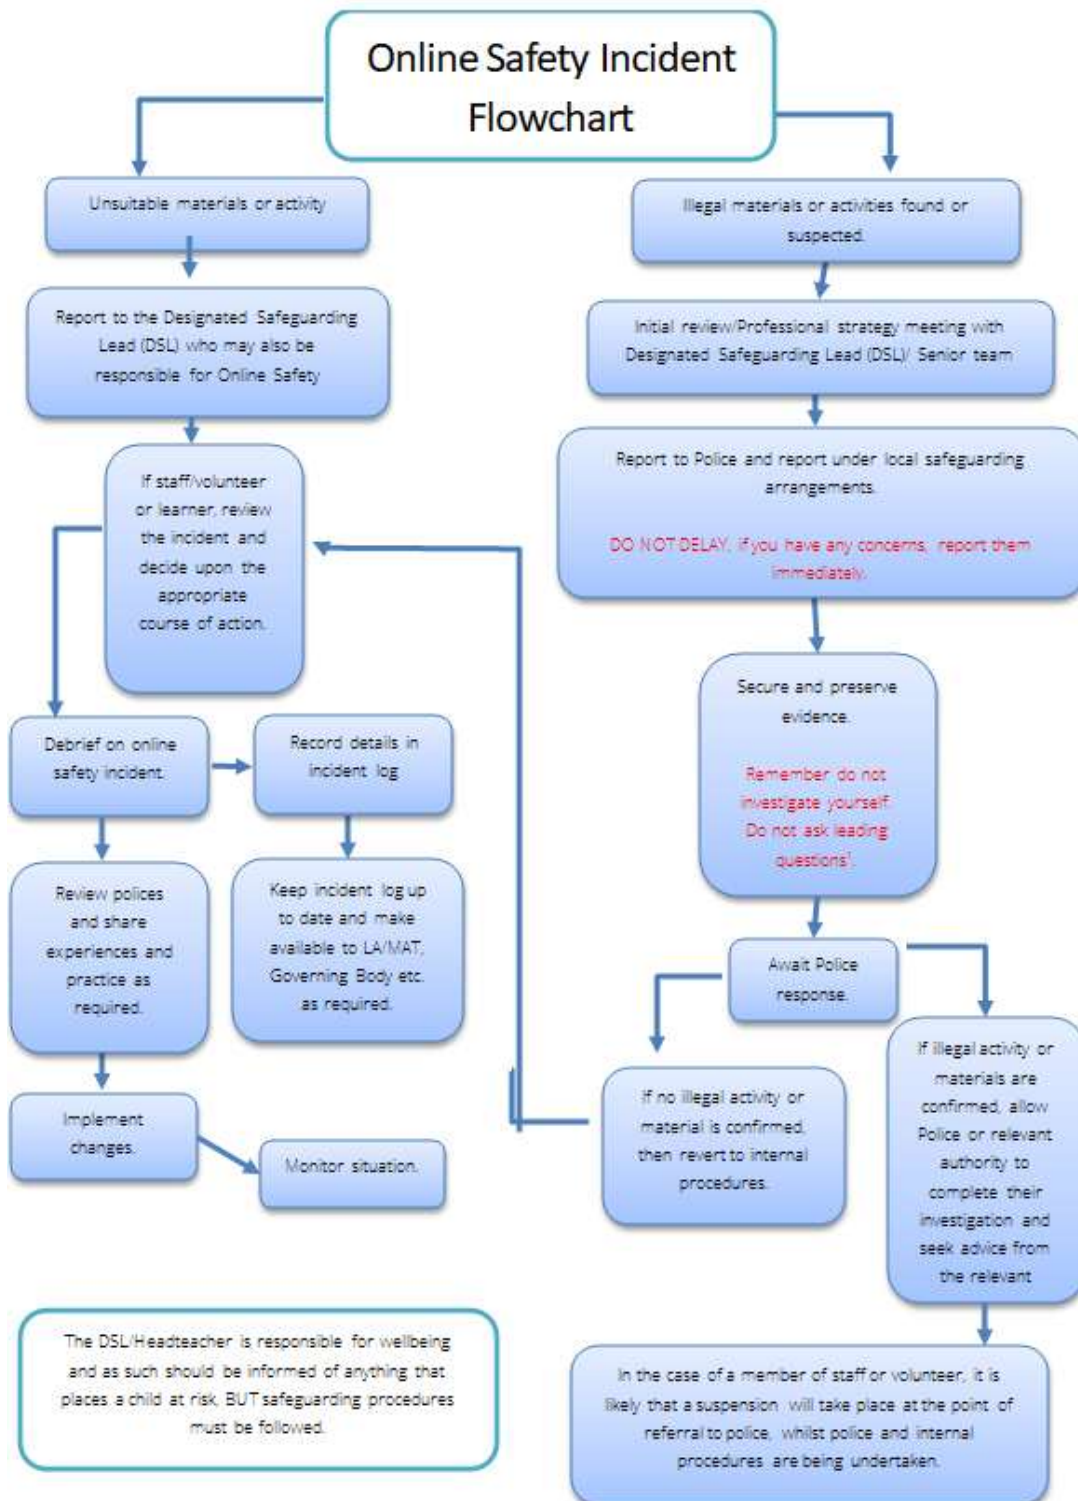 Online Safety Incident
Flowchart
Unsuitable materials or activity
Report to the Designated Safeguarding
Lead (DSL) who may also be
responsible for Online Safety
If staff/volunteer
or learner, review
the incident and
decide upon the
appropriate
course of action.
Debrief on online
safety incident.
Record details in
incident log
Review polices
and share
experiences and
practice as
required.
Keep incident log up
to date and make
available to LA/MAT,
Governing Body etc.
as required.
Implement
changes.
Monitor situation.
Illegal materials or activities found or
suspected.
Initial review/Professional strategy meeting with
Designated Safeguarding Lead (DSL)/ Senior team
Report to Police and report under local safeguarding
arrangements.
DO NOT DELAY, if you have any concerns, report them
immediately.
Secure and preserve
evidence.
Remember do not
investigate yourself.
Do not ask leading
questions¹.
Await Police
response.
If no illegal activity or
material is confirmed,
then revert to internal
procedures.
If illegal activity or
materials are
confirmed, allow
Police or relevant
authority to
complete their
investigation and
seek advice from
the relevant
In the case of a member of staff or volunteer, it is
likely that a suspension will take place at the point of
referral to police, whilst police and internal
procedures are being undertaken.
The DSL/Headteacher is responsible for wellbeing
and as such should be informed of anything that
places a child at risk, BUT safeguarding procedures
must be followed.